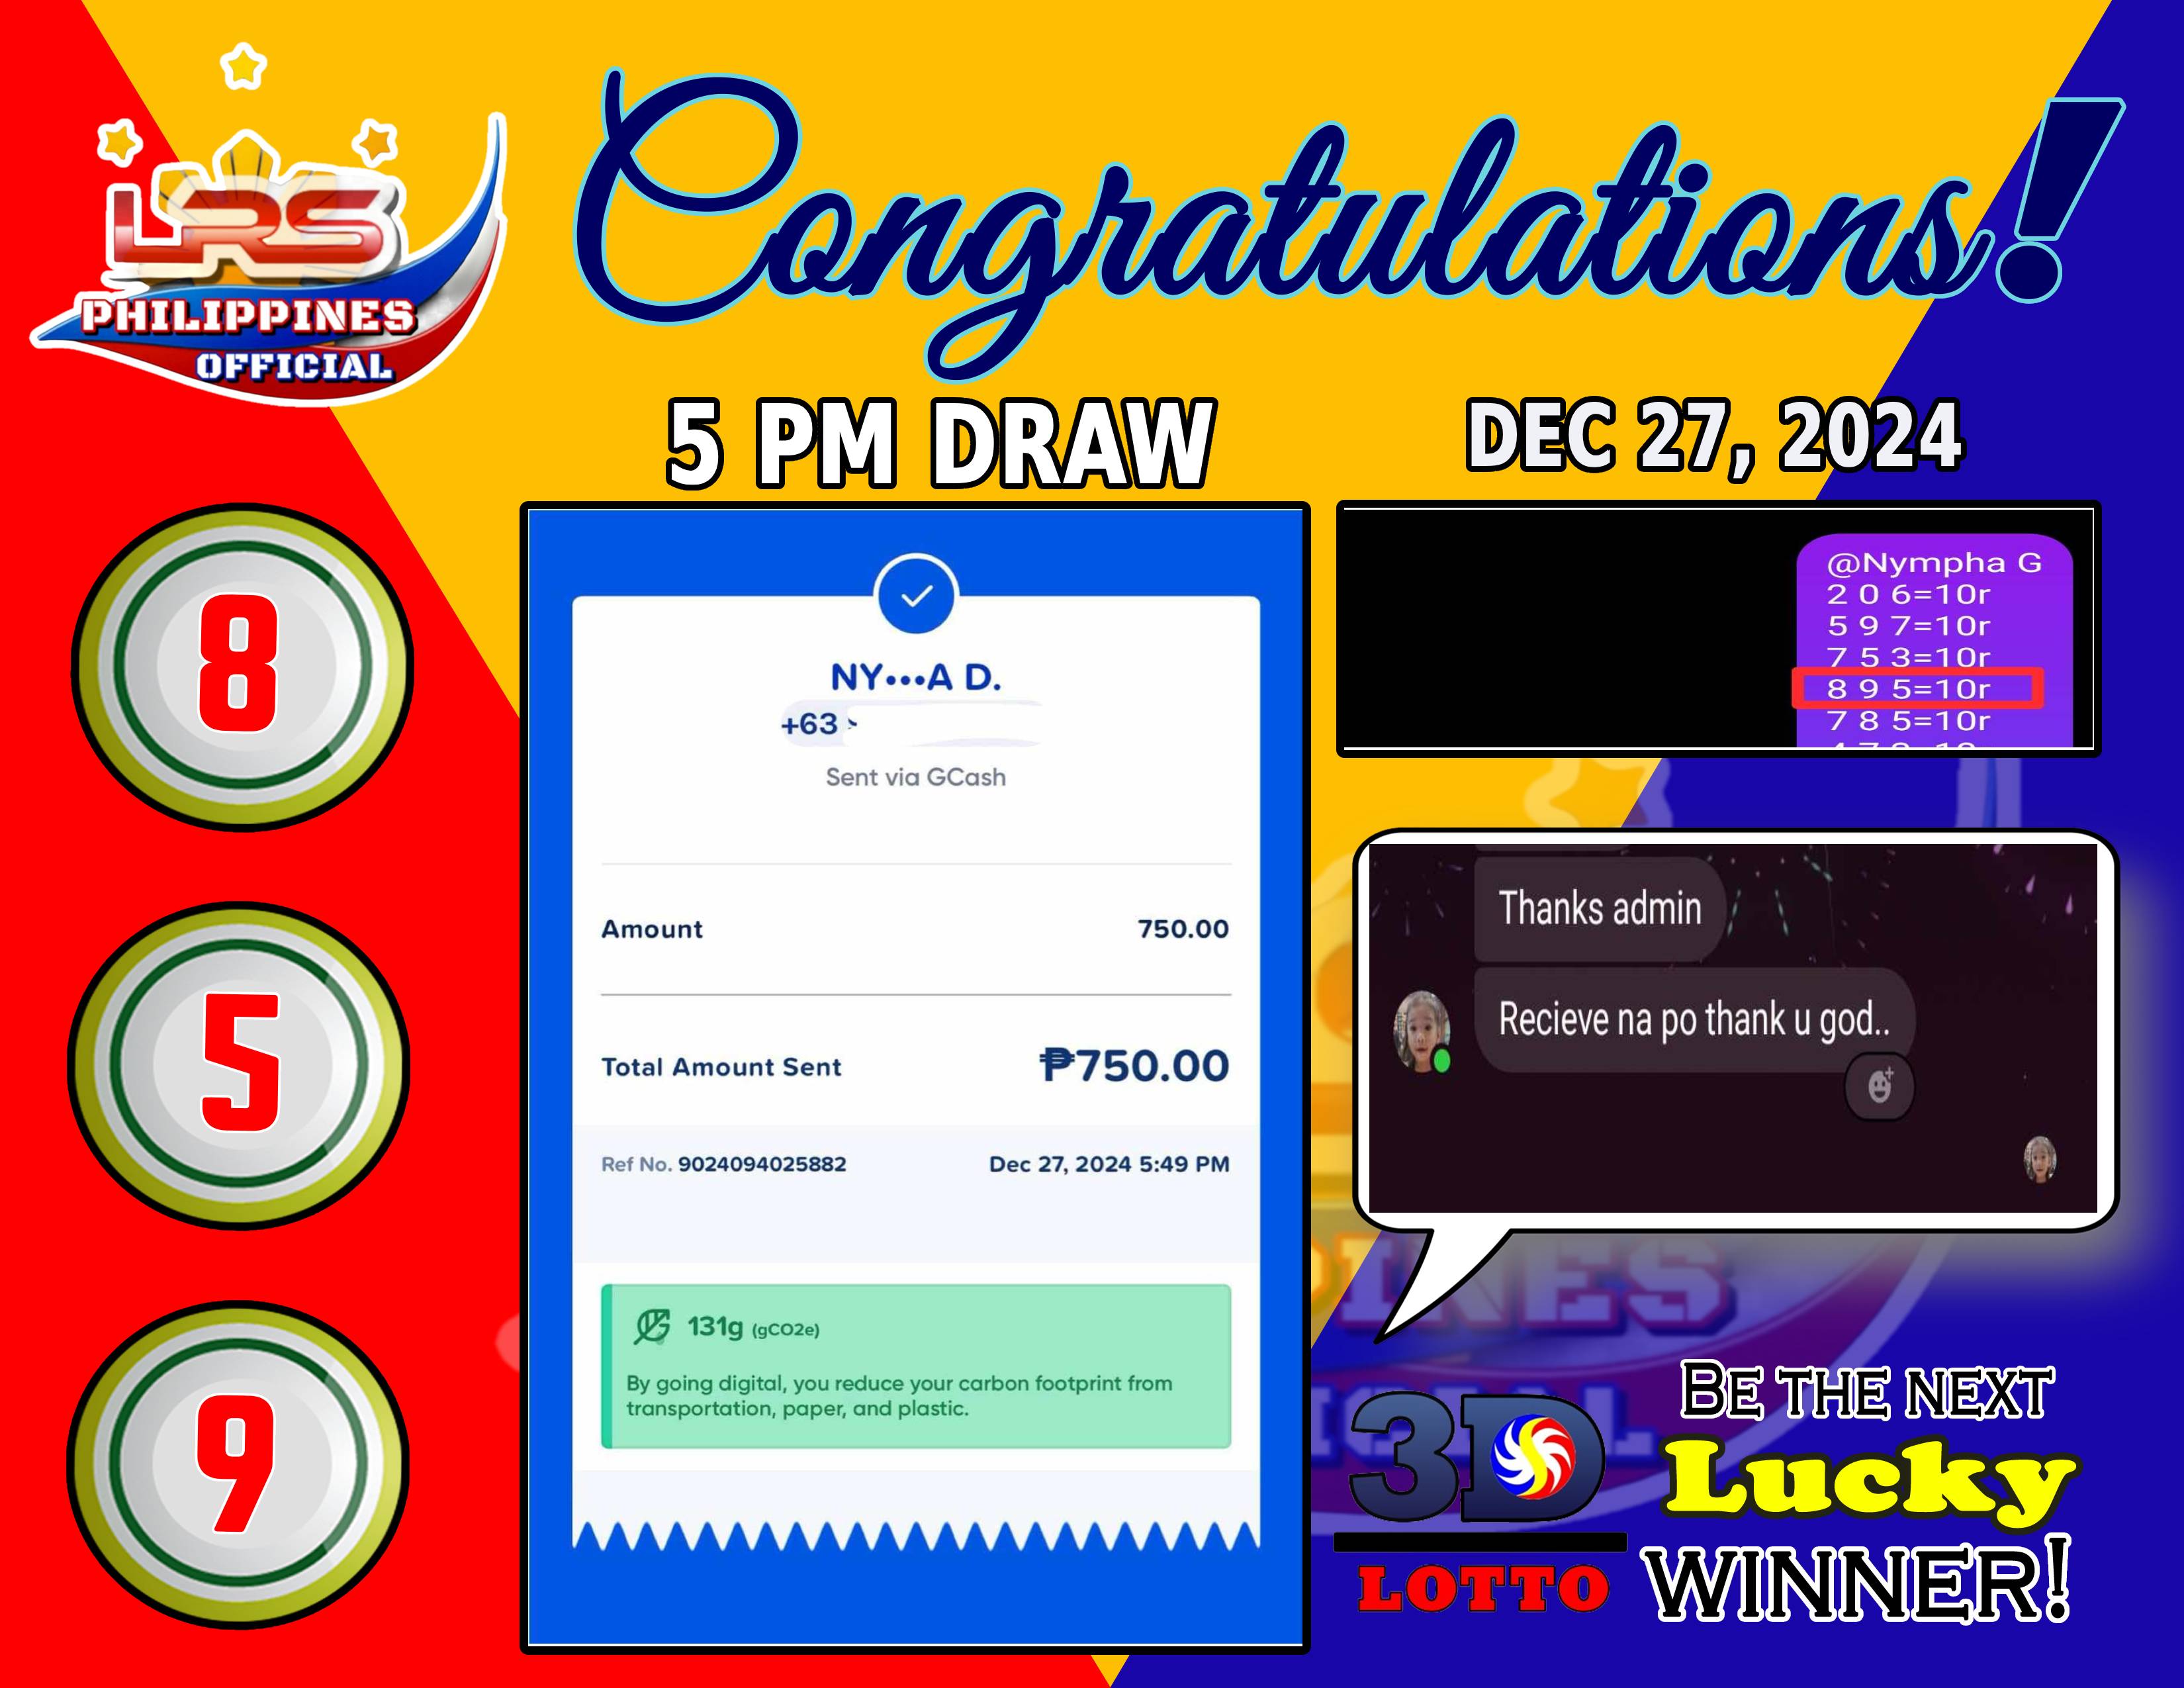 LRS
PHILIPPINES
OFFICIAL
Congratulations!
5 PM DRAW
DEC 27, 2024
8
5
9
NY•••A D.
+63
Sent via GCash
Amount 750.00
Total Amount Sent ₱750.00
Ref No. 9024094025882 Dec 27, 2024 5:49 PM
131g (gCO2e)
By going digital, you reduce your carbon footprint from
transportation, paper, and plastic.
@Nympha G
2 0 6=10r
5 9 7=10r
7 5 3=10r
8 9 5=10r
7 8 5=10r
Thanks admin
Recieve na po thank u god..
3D
LOTTO
BE THE NEXT
Lucky
WINNER!